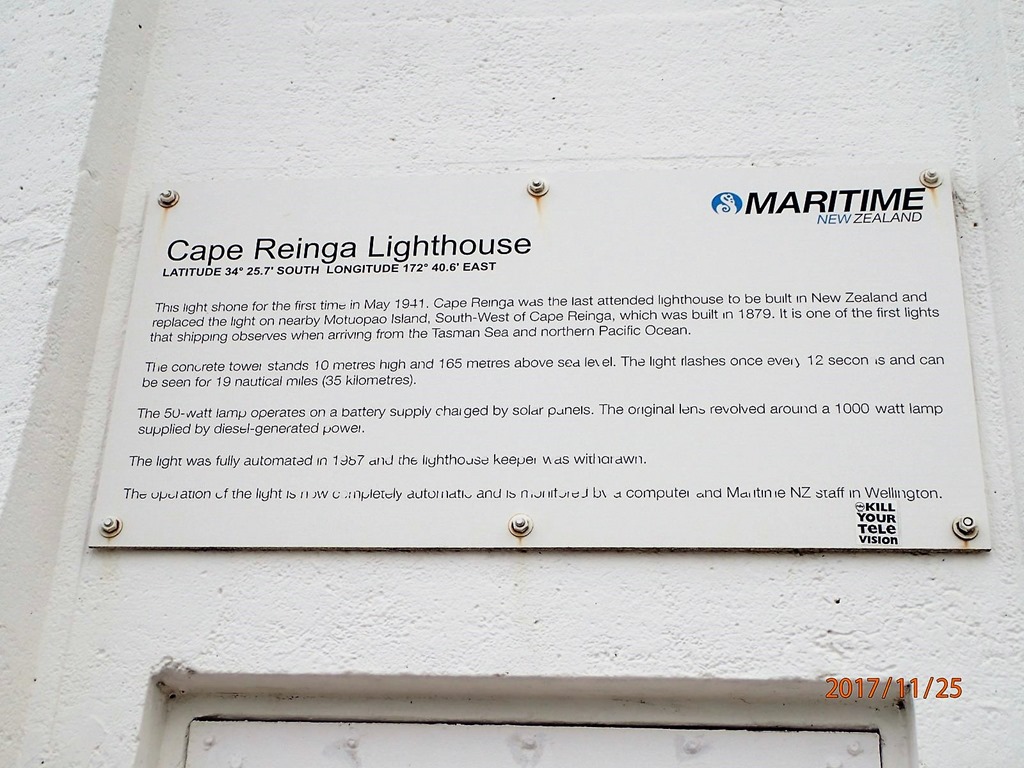 MARITIME
NEW ZEALAND
Cape Reinga Lighthouse
LATITUDE 34° 25.7' SOUTH LONGITUDE 172° 40.6' EAST
This light shone for the first time in May 1941. Cape Reinga was the last attended lighthouse to be built in New Zealand and
replaced the light on nearby Motuopao Island, South-West of Cape Reinga, which was built in 1879. It is one of the first lights
that shipping observes when arriving from the Tasman Sea and northern Pacific Ocean.
The concrete tower stands 10 metres high and 165 metres above sea level. The light flashes once every 12 seconds and can
be seen for 19 nautical miles (35 kilometres).
The 50-watt lamp operates on a battery supply charged by solar panels. The original lens revolved around a 1000 watt lamp
supplied by diesel-generated power.
The light was fully automated in 1987 and the lighthouse keeper was withdrawn.
The operation of the light is now completely automatic and is monitored by a computer and Maritime NZ staff in Wellington.
KILL
YOUR
TeLe
VISION
2017/11/25